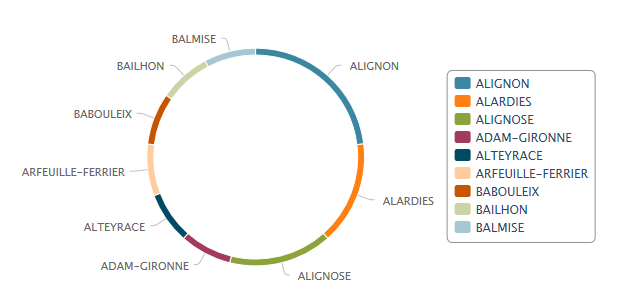 BALMISE
BAILHON
ALIGNON
BABOULEIX
ARFEUILLE-FERRIER
ALARDIES
ALTEYRACE
ADAM-GIRONNE
ALIGNOSE
ALIGNON
ALARDIES
ALIGNOSE
ADAM-GIRONNE
ALTEYRACE
ARFEUILLE-FERRIER
BABOULEIX
BAILHON
BALMISE